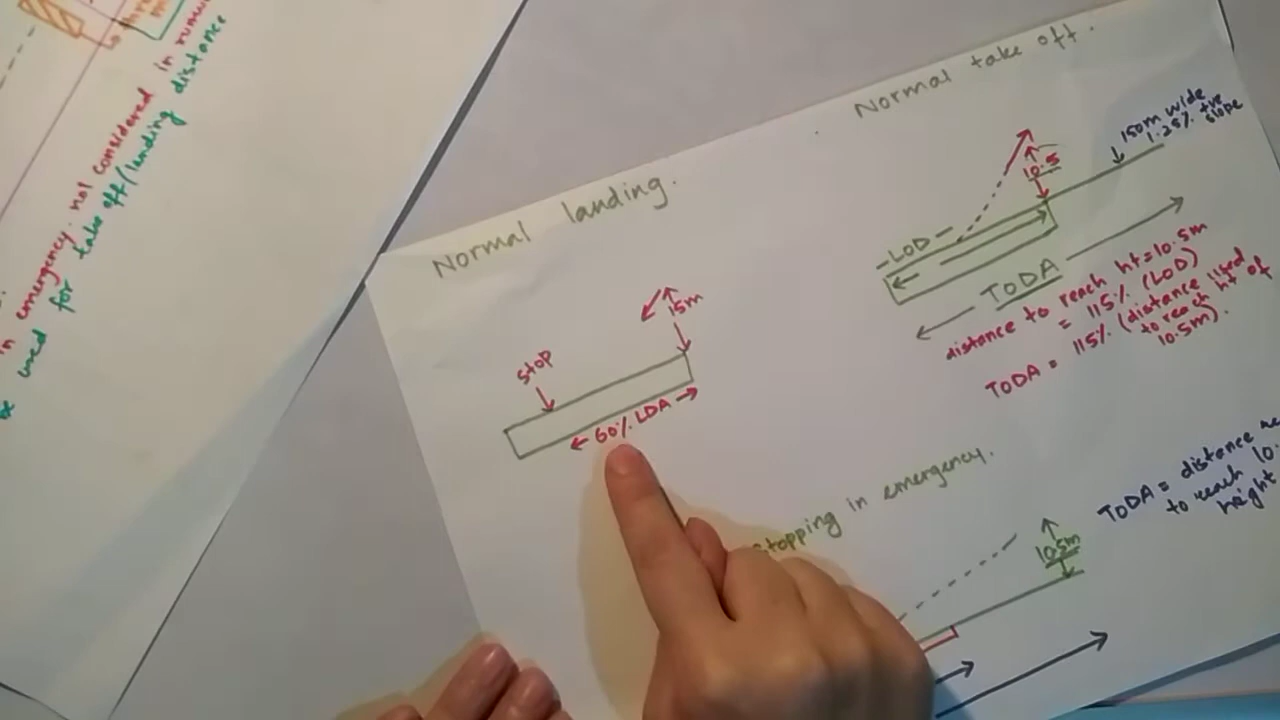 in emergency. not considered in
used for take off/landing distance
Normal landing.
15m
stop
← 60% LDA →
Normal take off.
10.5
150m wide
1.25% +ve
slope
LOD
TODA
distance to reach ht=10.5m
= 115% (LOD)
TODA = 115% (distance used
to reach ht of
10.5m).
stopping in emergency.
10.5m
TODA = distance
to reach 10.
height